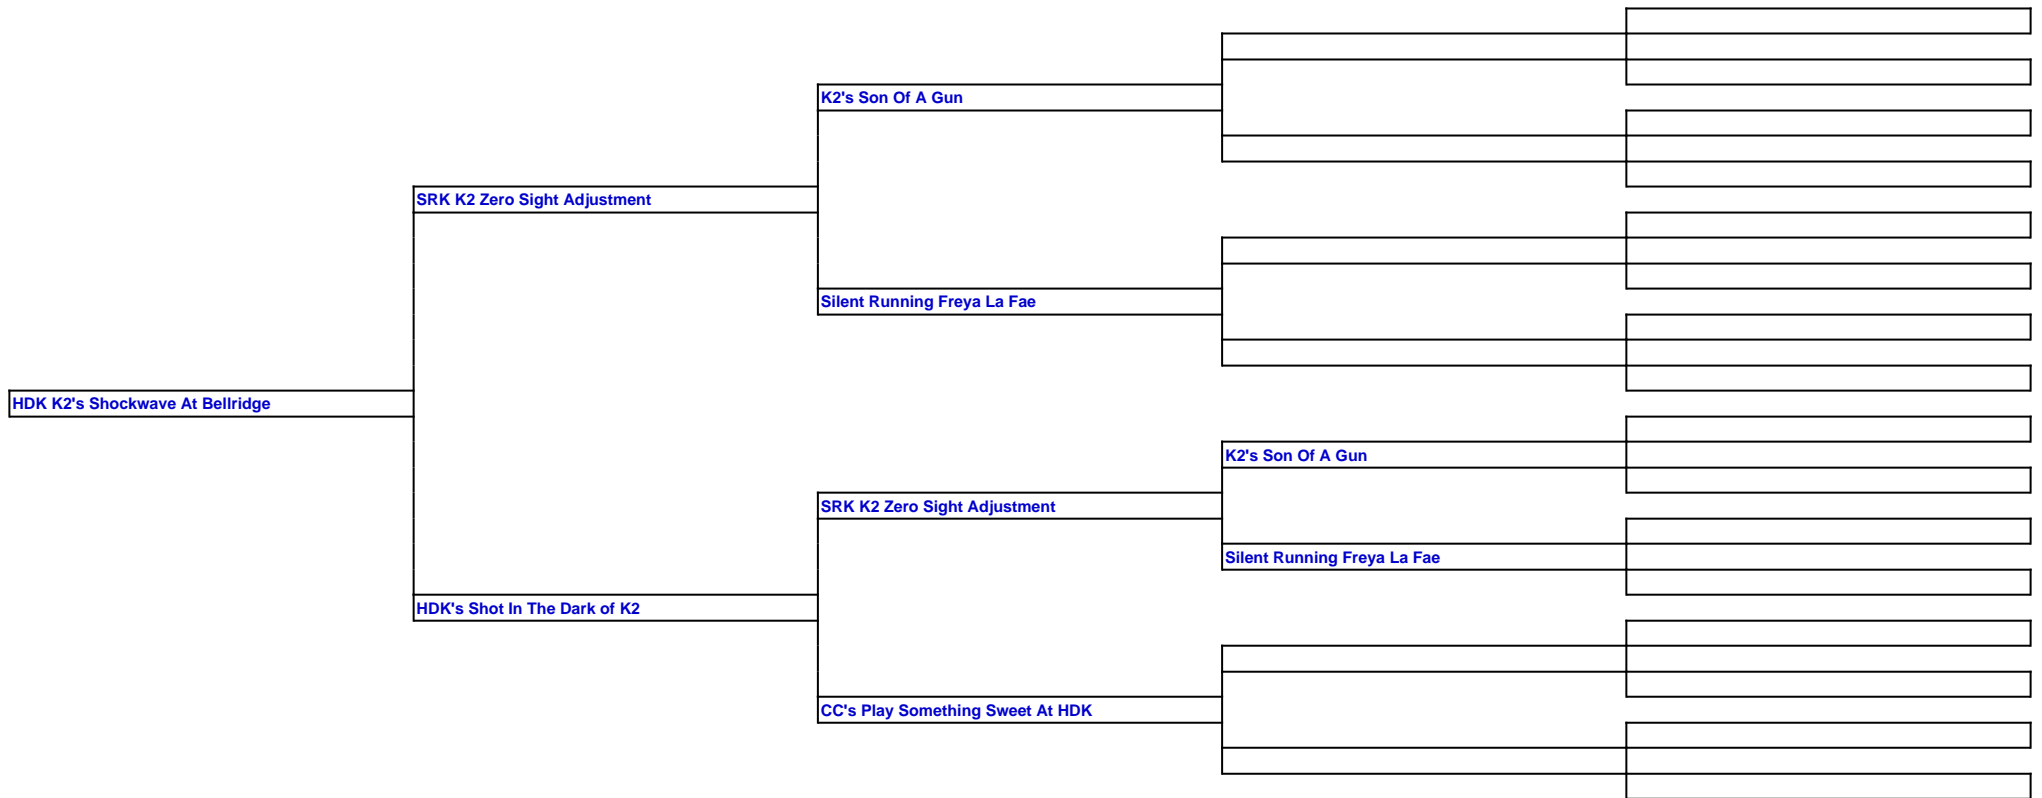 K2's Son Of A Gun
SRK K2 Zero Sight Adjustment
Silent Running Freya La Fae
HDK K2's Shockwave At Bellridge
K2's Son Of A Gun
SRK K2 Zero Sight Adjustment
Silent Running Freya La Fae
HDK's Shot In The Dark of K2
CC's Play Something Sweet At HDK